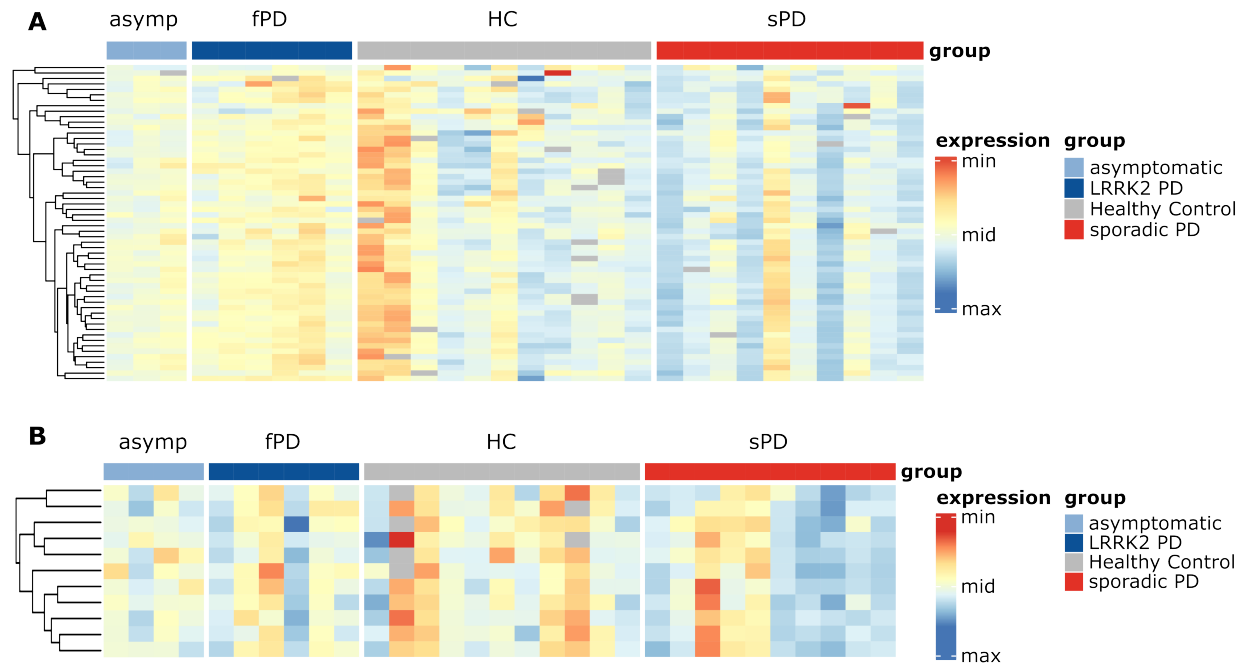 A
asymp fPD HC sPD
group
expression group
min asymptomatic
LRRK2 PD
mid Healthy Control
sporadic PD
max
B
asymp fPD HC sPD
group
expression group
min asymptomatic
LRRK2 PD
Healthy Control
mid sporadic PD
max